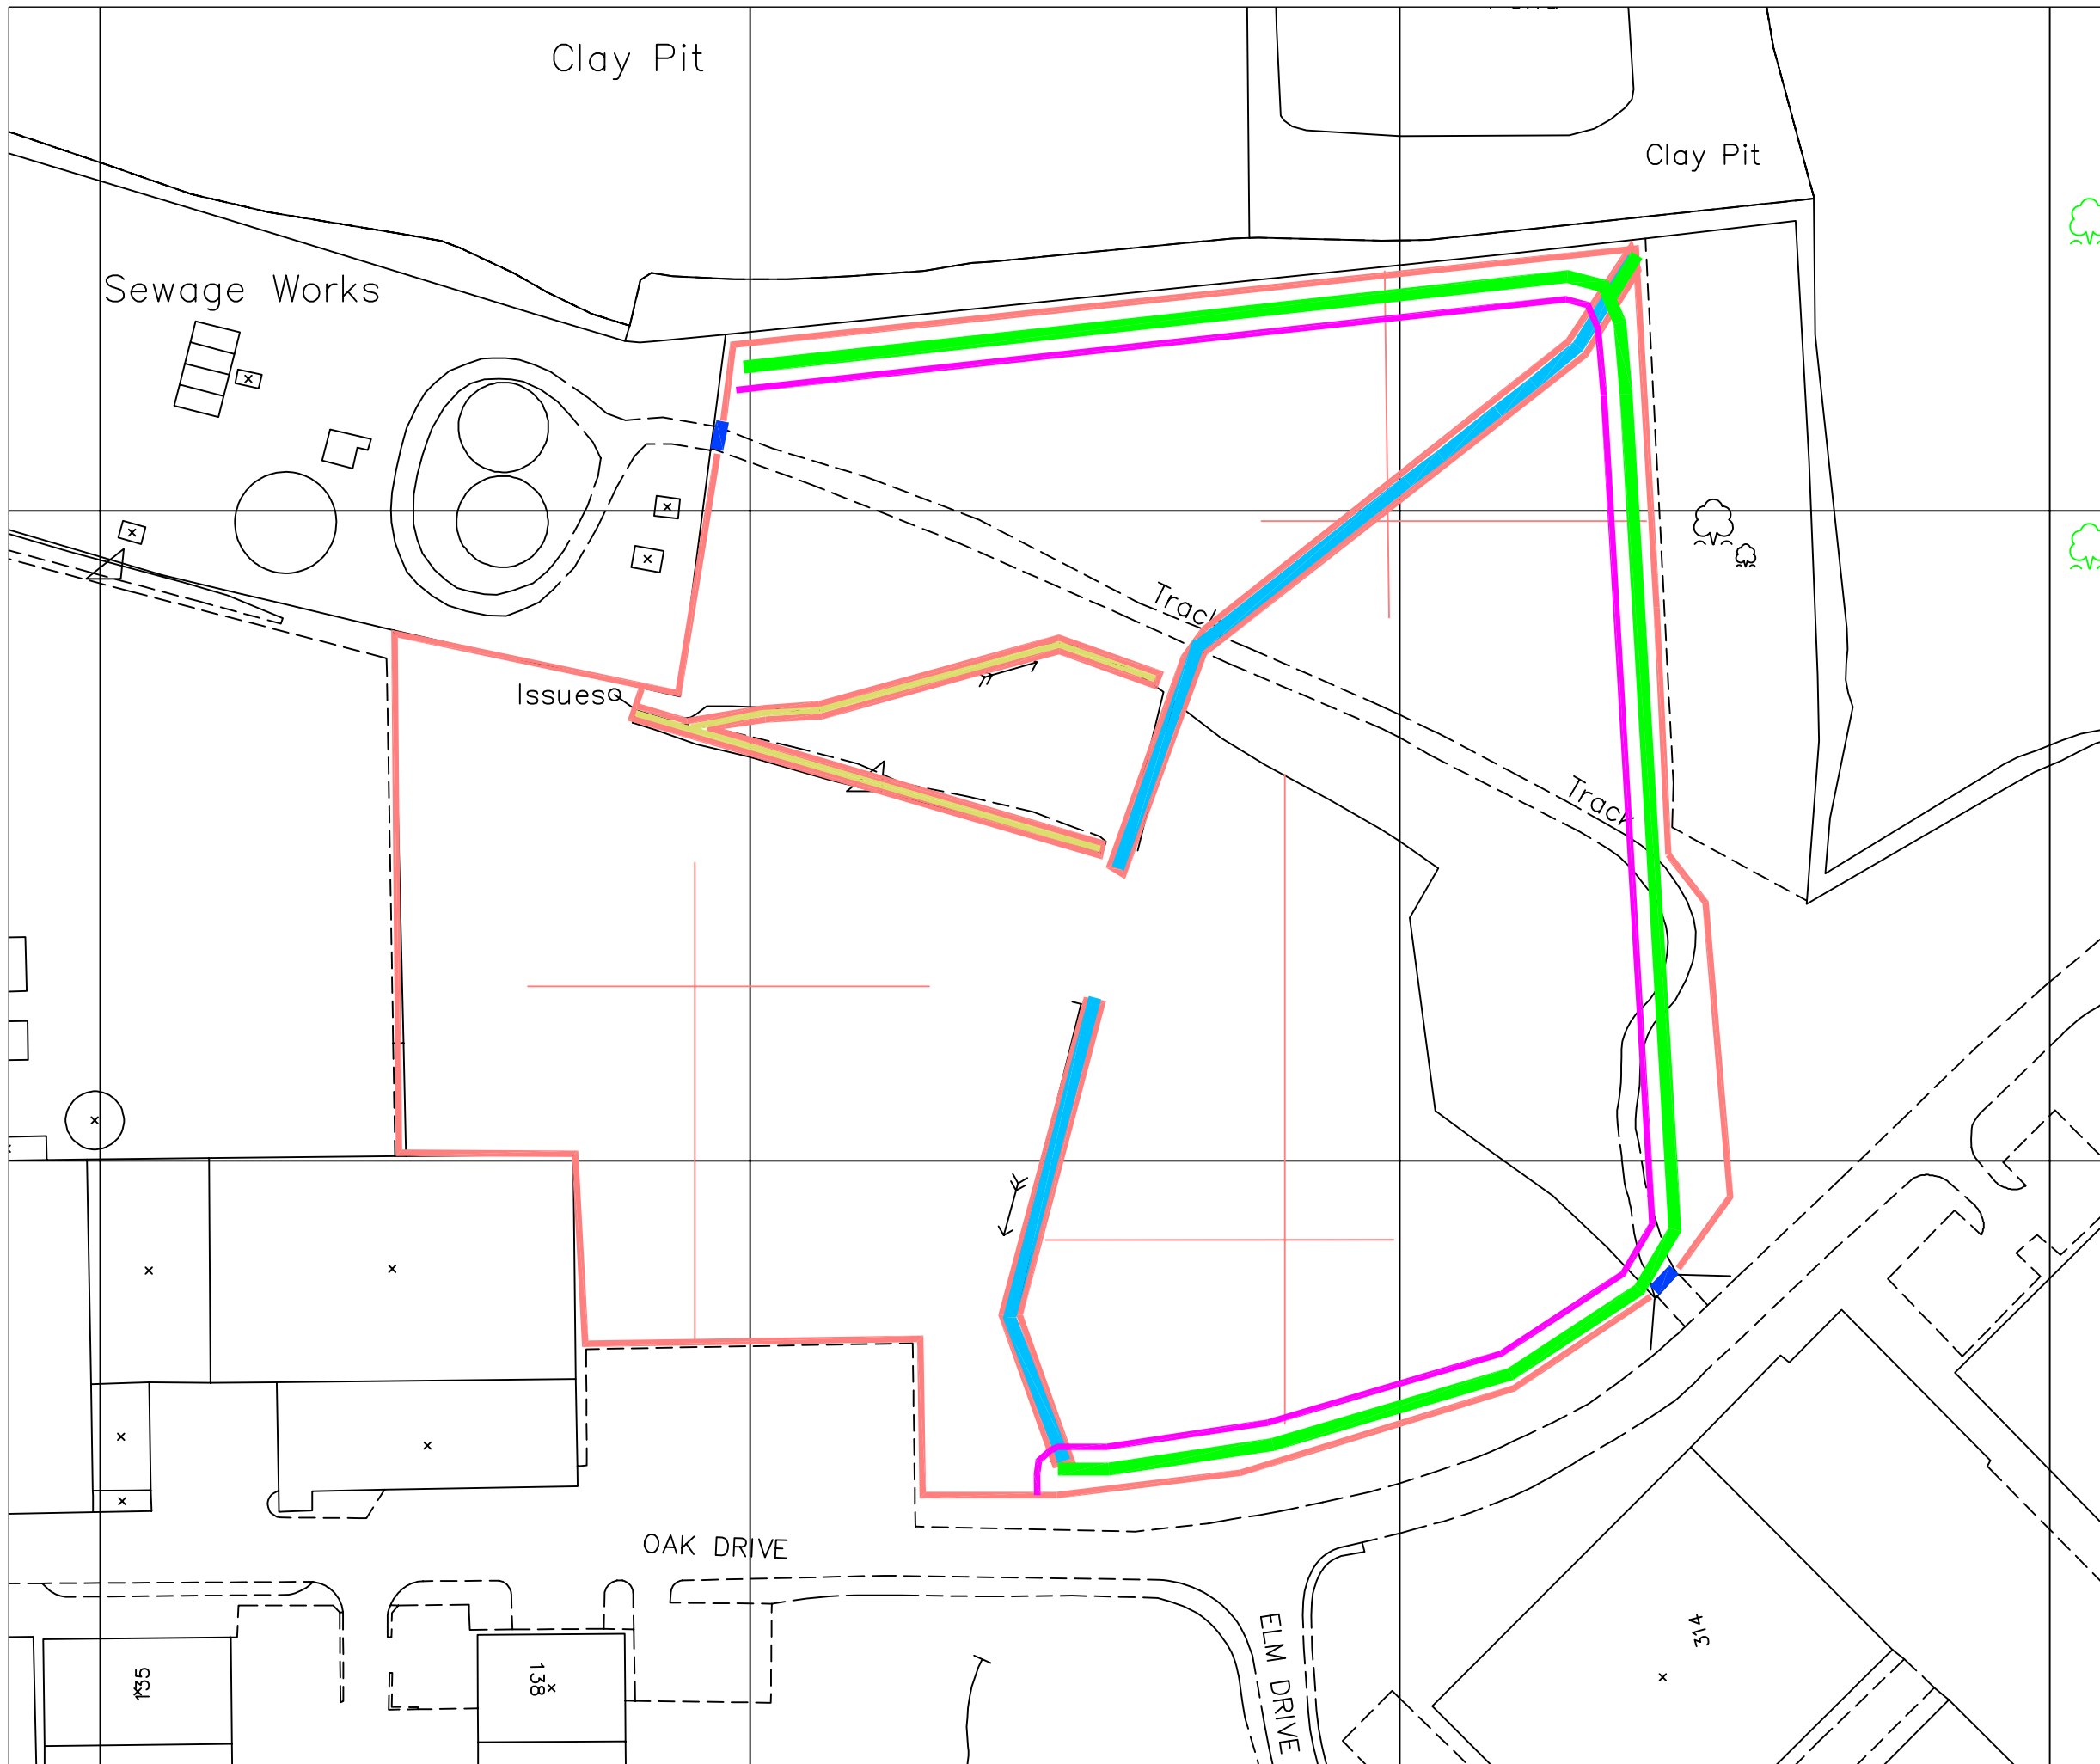 Clay Pit
Clay Pit
Sewage Works
Track
Issues
Track
OAK DRIVE
ELM DRIVE
314
135
138